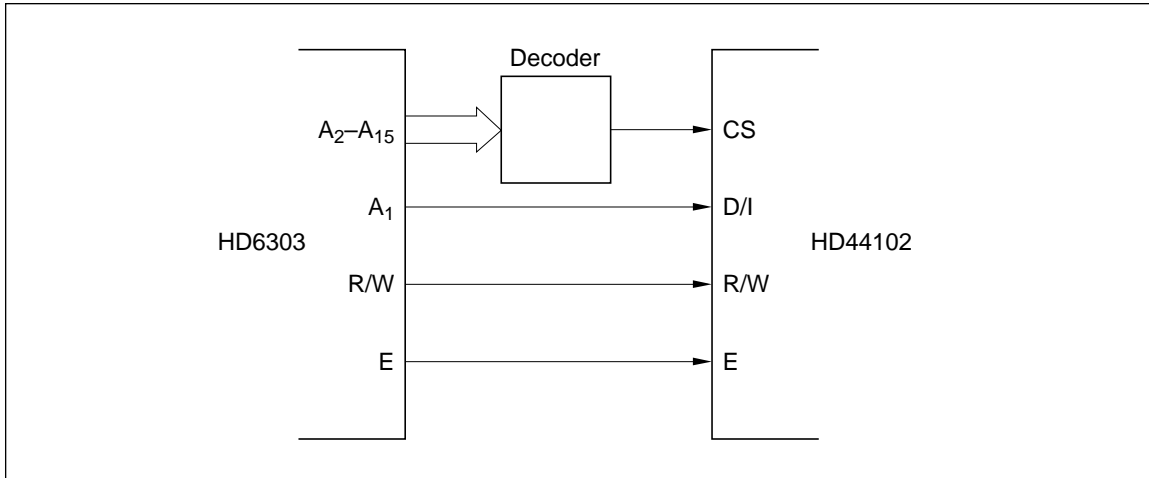 Decoder
A₂–A₁₅
CS
A₁
D/I
HD6303
HD44102
R/W
R/W
E
E